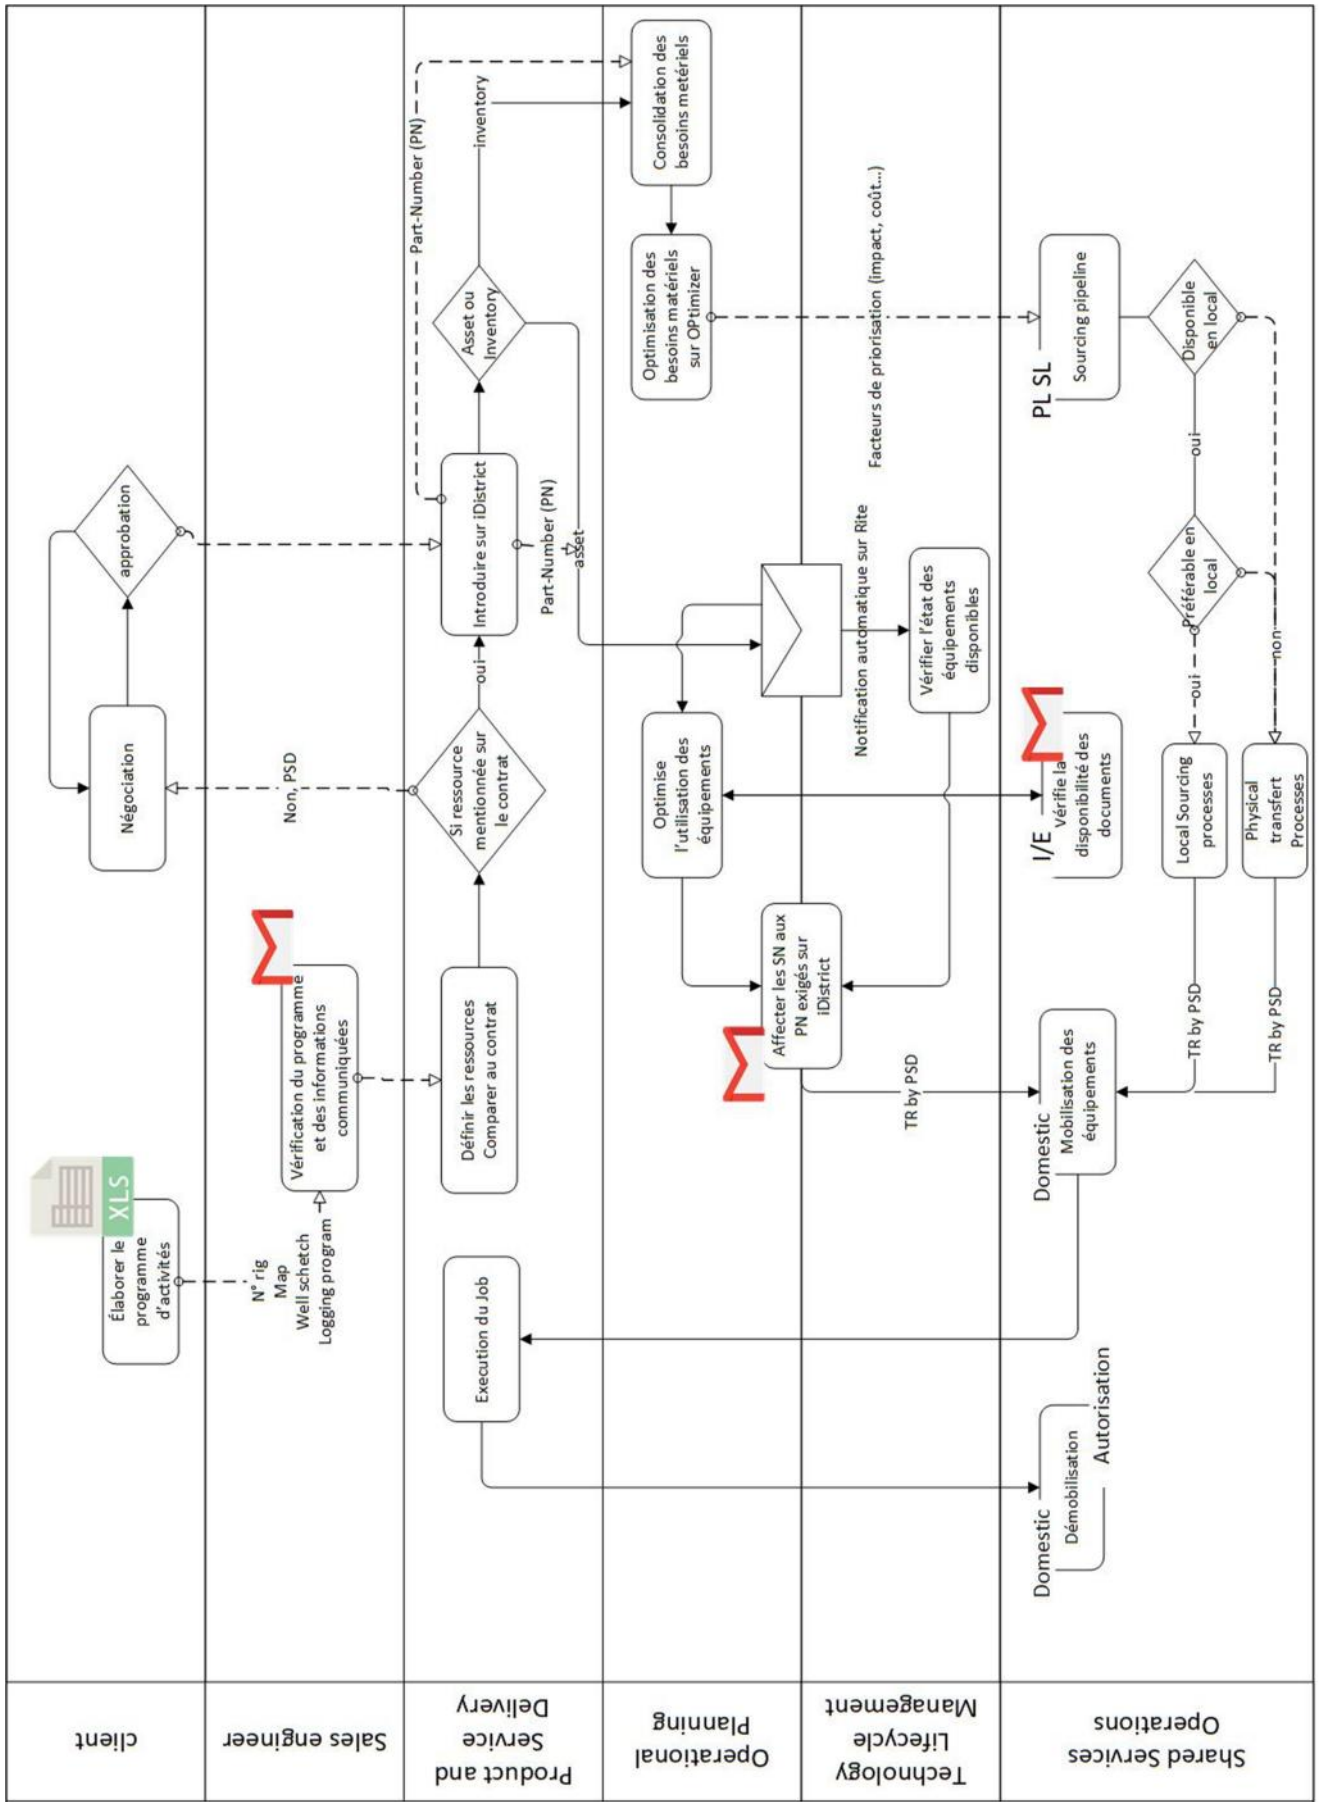 client
Élaborer le
programme
d'activités
XLS
Négociation
approbation
Sales engineer
N° rig
Map
Well schetch
Logging program
Vérification du programme
et des informations
communiquées
Non, PSD
Product and
Service
Delivery
Execution du Job
Définir les ressources
Comparer au contrat
Si ressource
mentionnée sur
le contrat
oui
Introduire sur iDistrict
Part-Number (PN)
Part-Number (PN)
asset
Asset ou
Inventory
inventory
Operational
Planning
Optimise
l'utilisation des
équipements
Optimisation des
besoins matériels
sur OPtimizer
Consolidation des
besoins metériels
Affecter les SN aux
PN exigés sur
iDistrict
Technology
Lifecycle
Management
TR by PSD
Notification automatique sur Rite
Facteurs de priorisation (impact, coût...)
Vérifier l'état des
équipements
disponibles
Shared Services
Operations
Domestic
Démobilisation
Autorisation
Domestic
Mobilisation des
équipements
I/E
Vérifie la
disponibilité des
documents
PL SL
Sourcing pipeline
TR by PSD
Local Sourcing
processes
oui
Préférable en
local
oui
Disponible
en local
TR by PSD
Physical
transfert
Processes
non